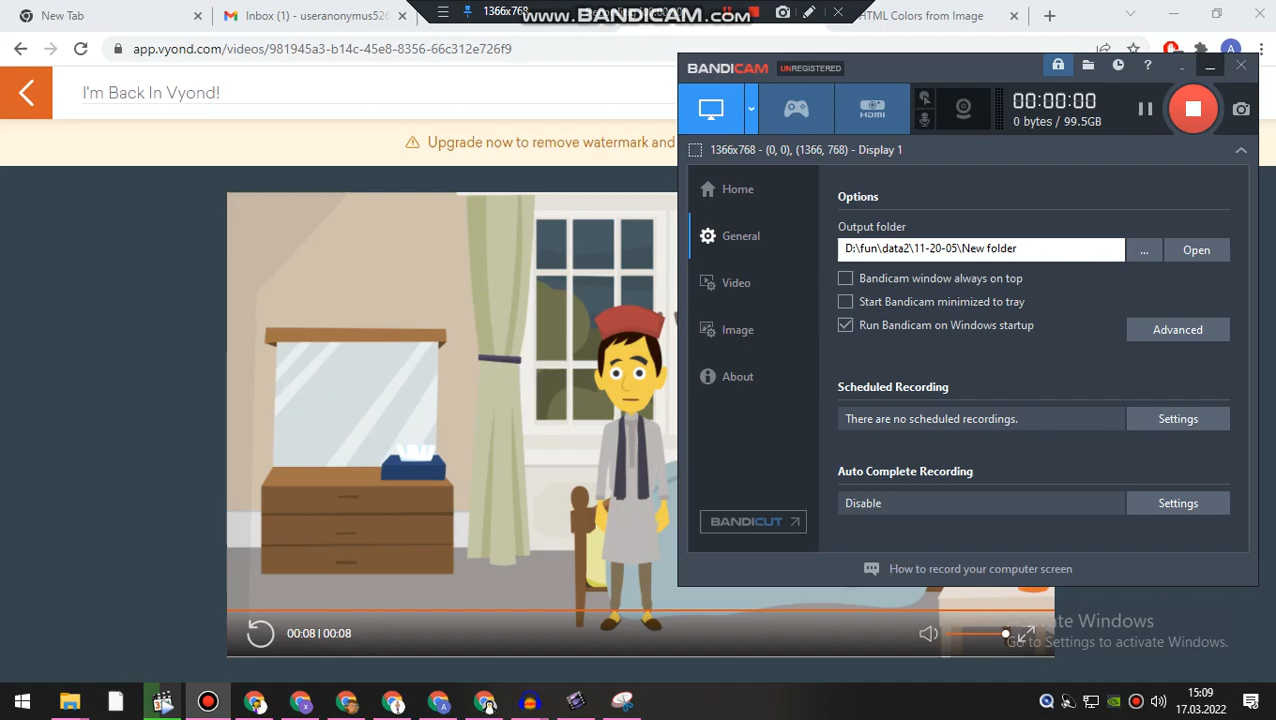 New Tab
Inbox (1) - useranonymus526
1366x768
www.BANDICAM.com
HTML Colors from Image
app.vyond.com/videos/981945a3-b14c-45e8-8356-66c312e726f9
A
I'm Back In Vyond!
Upgrade now to remove watermark and
BANDICAM UNREGISTERED
HDMI
00:00:00
0 bytes / 99.5GB
1366x768 - (0, 0), (1366, 768) - Display 1
Home
General
Video
Image
About
BANDICUT
Options
Output folder
D:\fun\data2\11-20-05\New folder
...
Open
Bandicam window always on top
Start Bandicam minimized to tray
Run Bandicam on Windows startup
Advanced
Scheduled Recording
There are no scheduled recordings.
Settings
Auto Complete Recording
Disable
Settings
How to record your computer screen
00:08 | 00:08
Activate Windows
Go to Settings to activate Windows.
15:09
17.03.2022